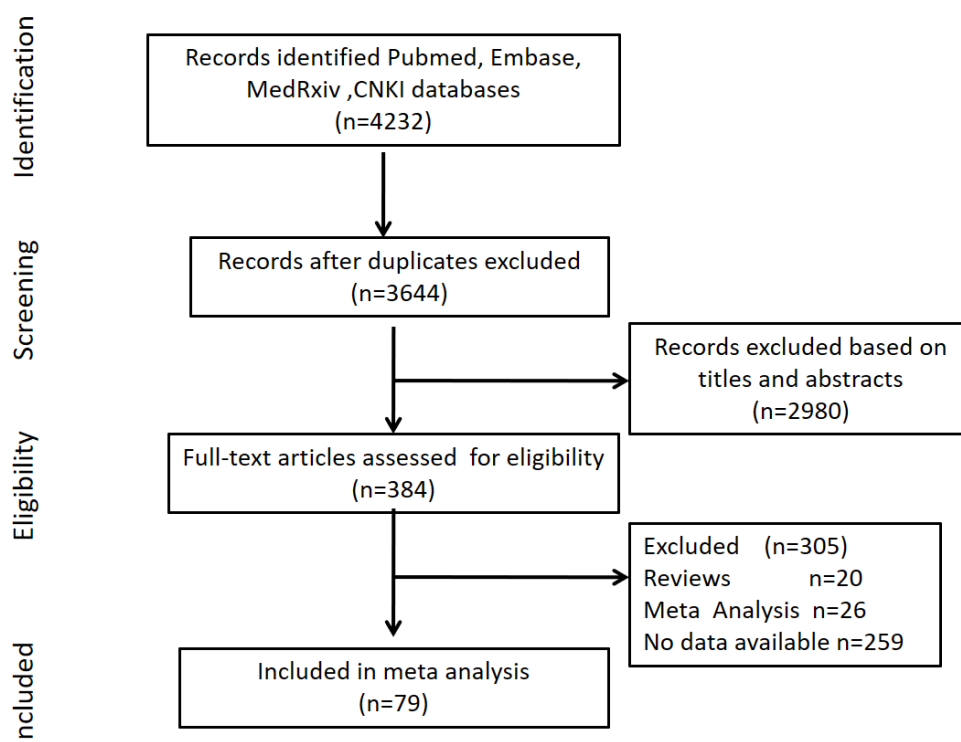 Identification
Records identified Pubmed, Embase,
MedRxiv ,CNKI databases
(n=4232)
Screening
Records after duplicates excluded
(n=3644)
Records excluded based on
titles and abstracts
(n=2980)
Eligibility
Full-text articles assessed  for eligibility
(n=384)
Excluded    (n=305)
Reviews            n=20
Meta  Analysis  n=26
No data available n=259
ncluded
Included in meta analysis
(n=79)